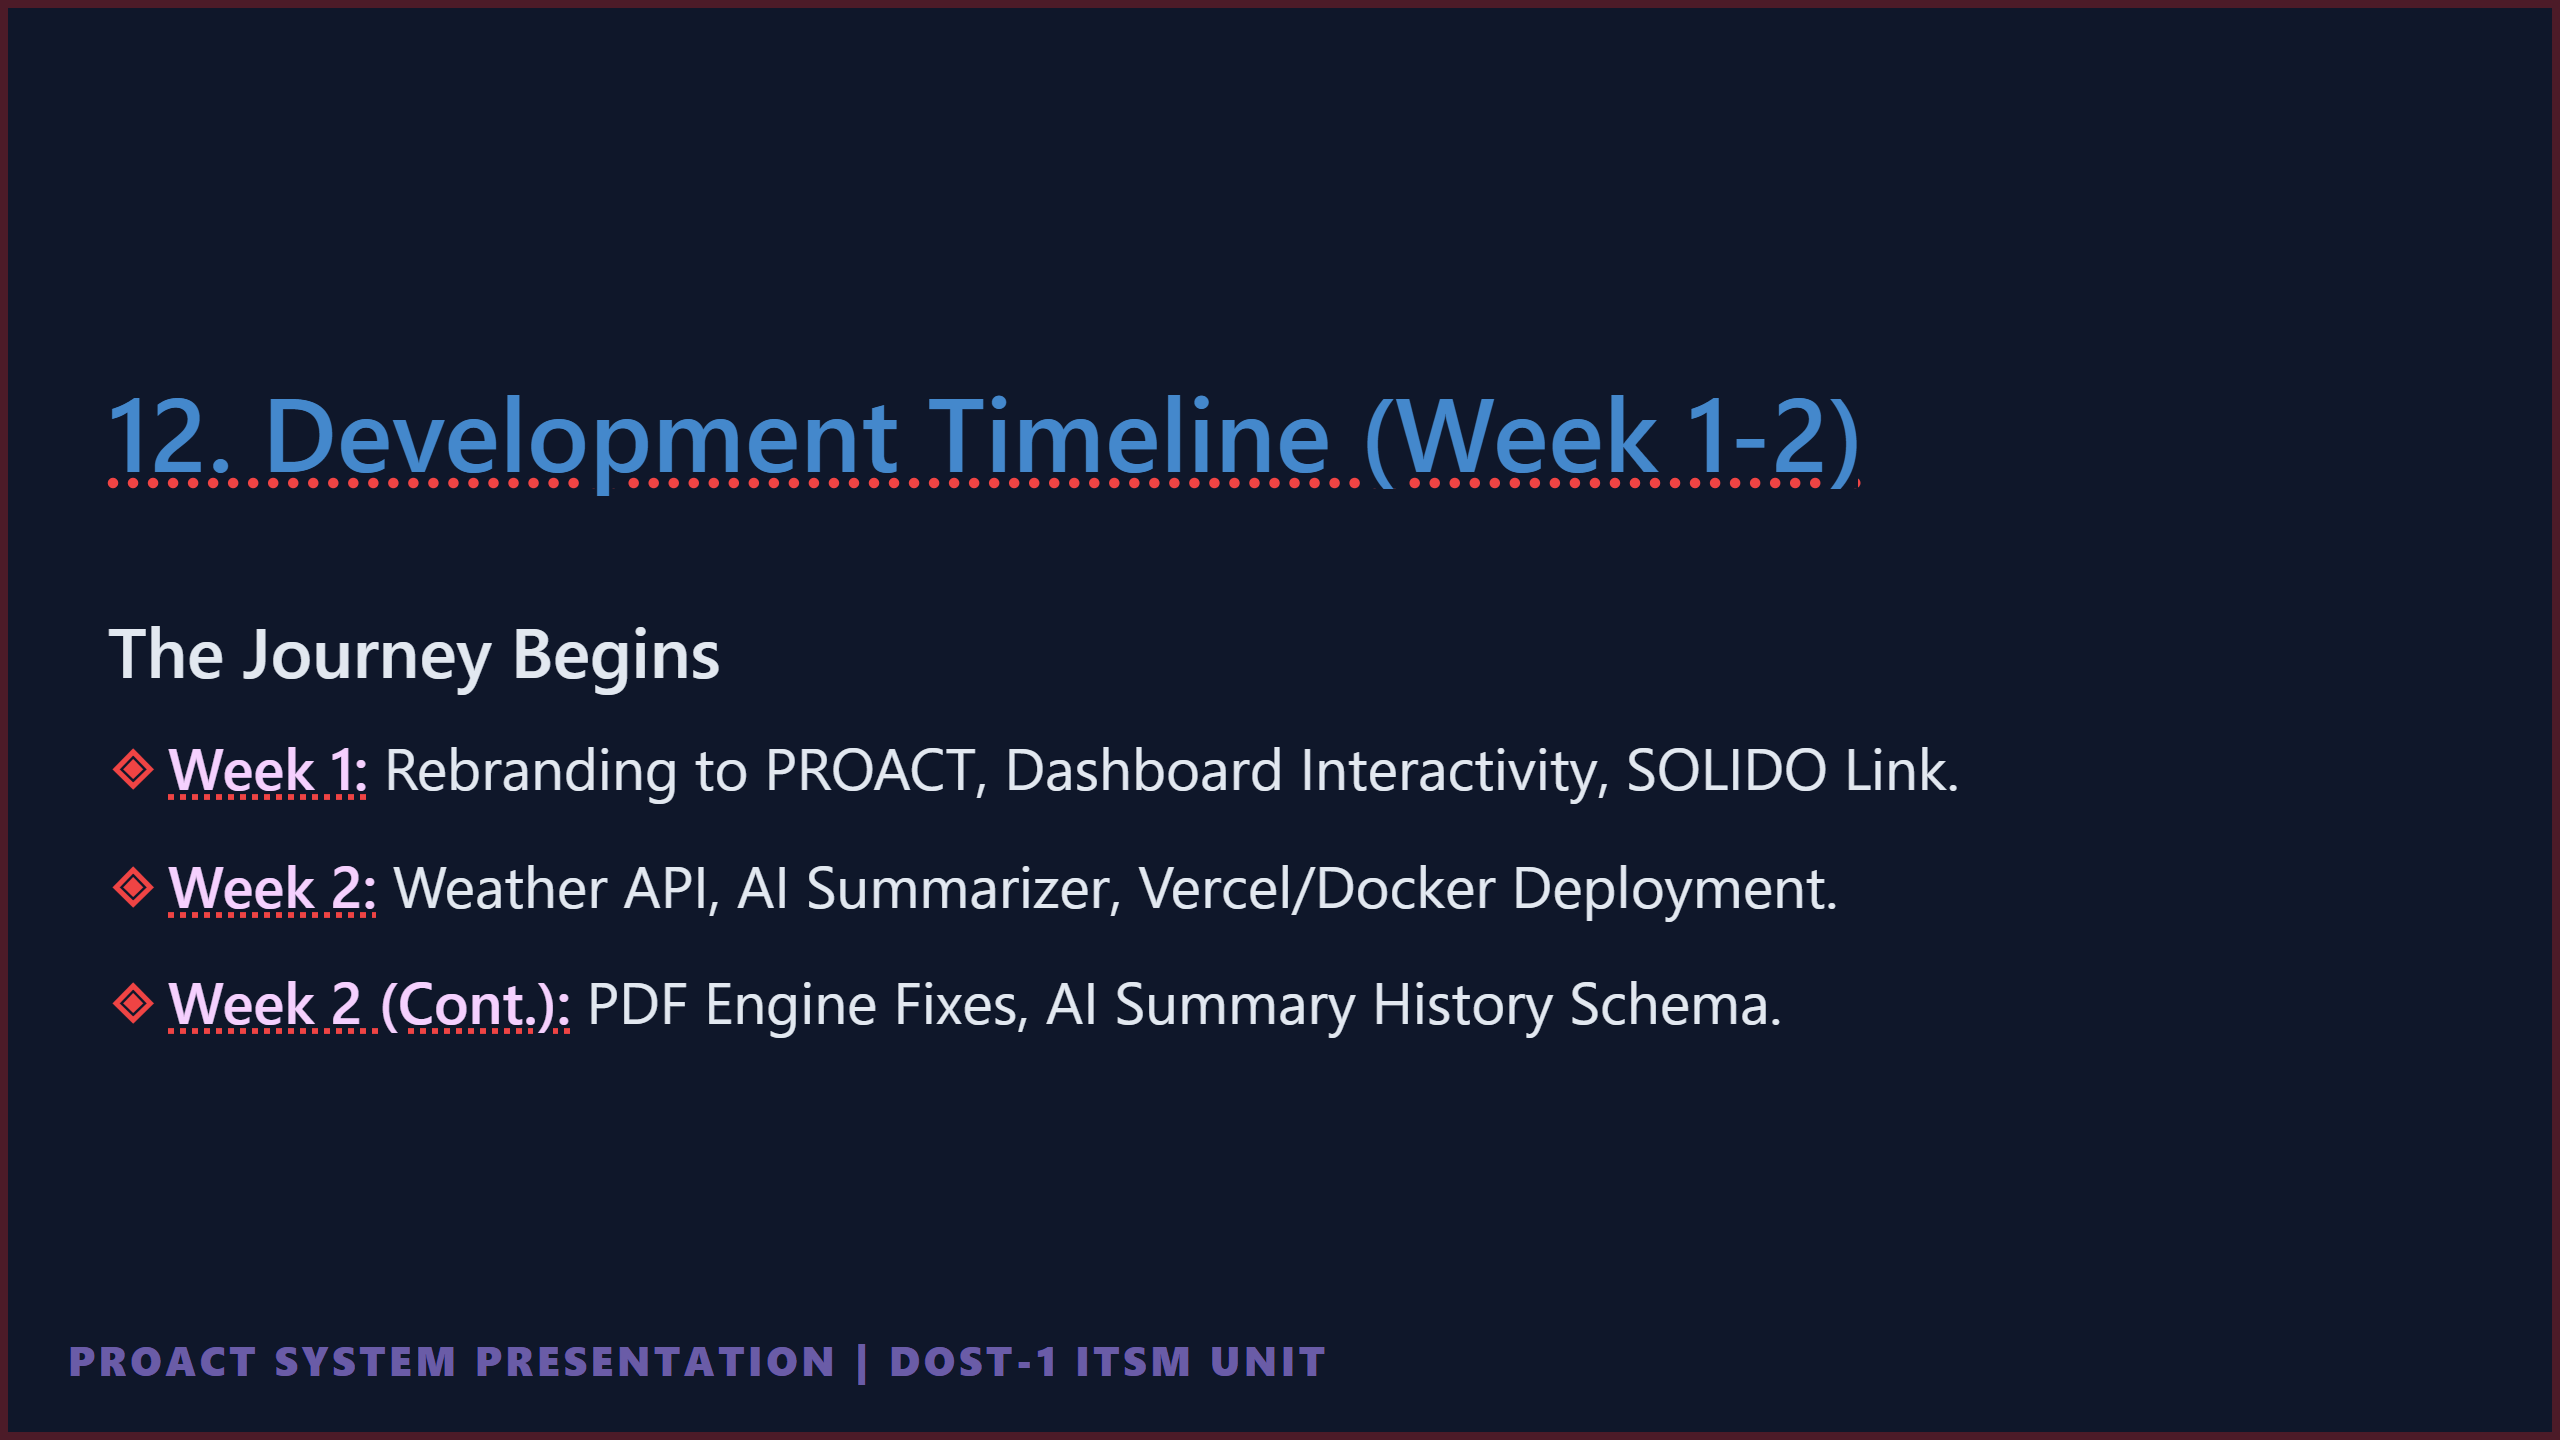 12. Development Timeline (Week 1-2)
The Journey Begins
Week 1: Rebranding to PROACT, Dashboard Interactivity, SOLIDO Link.
Week 2: Weather API, AI Summarizer, Vercel/Docker Deployment.
Week 2 (Cont.): PDF Engine Fixes, AI Summary History Schema.
PROACT SYSTEM PRESENTATION | DOST-1 ITSM UNIT